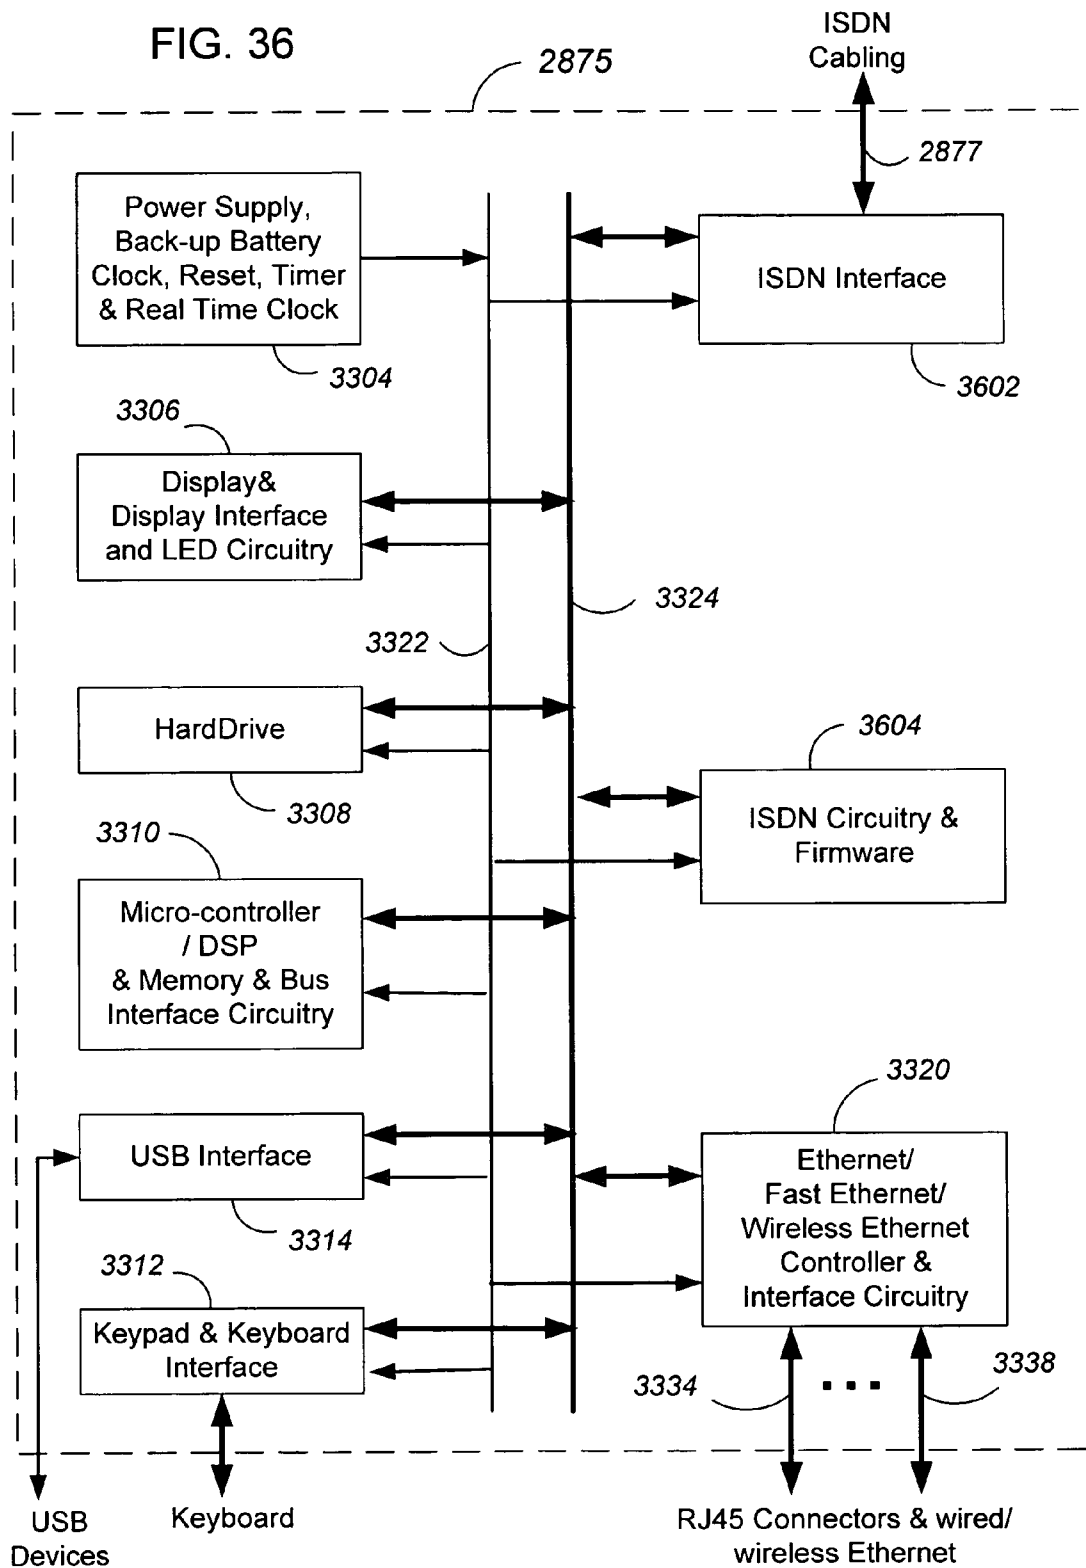 FIG. 36
2875
ISDN
Cabling
2877
Power Supply,
Back-up Battery
Clock, Reset, Timer
& Real Time Clock
3304
ISDN Interface
3602
3306
Display&
Display Interface
and LED Circuitry
3324
3322
HardDrive
3308
3604
ISDN Circuitry &
Firmware
3310
Micro-controller
/ DSP
& Memory & Bus
Interface Circuitry
3320
Ethernet/
Fast Ethernet/
Wireless Ethernet
Controller &
Interface Circuitry
USB Interface
3314
3312
Keypad & Keyboard
Interface
3334
3338
USB
Devices
Keyboard
RJ45 Connectors & wired/
wireless Ethernet